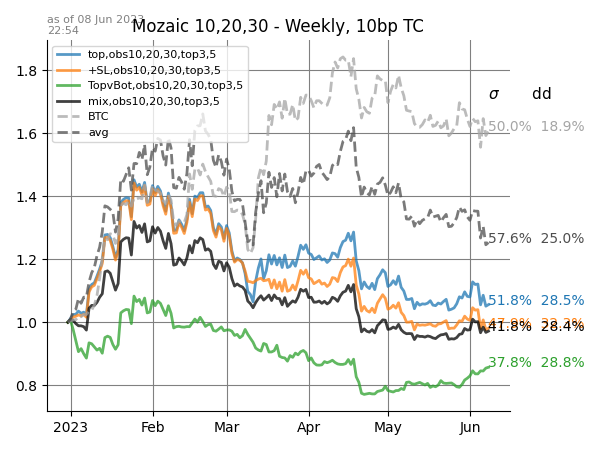 as of 08 Jun 2023
22:54
Mozaic 10,20,30 - Weekly, 10bp TC
top,obs10,20,30,top3,5
+SL,obs10,20,30,top3,5
TopvBot,obs10,20,30,top3,5
mix,obs10,20,30,top3,5
BTC
avg
σ dd
50.0% 18.9%
57.6% 25.0%
51.8% 28.5%
41.8% 28.4%
37.8% 28.8%
1.8
1.6
1.4
1.2
1.0
0.8
2023 Feb Mar Apr May Jun